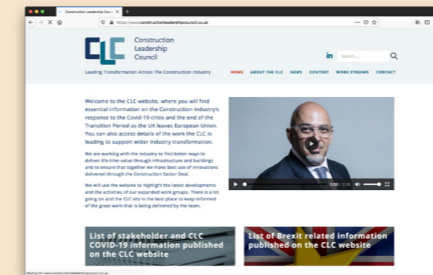 Construction Leadership Cou
https://www.constructionleadershipcouncil.co.uk
CLC
Construction
Leadership
Council
Leading Transformation Across The Construction Industry
in
Search...
HOME ABOUT THE CLC NEWS CONTENT WORK STREAMS CONTACT
Welcome to the CLC website, where you will find
essential information on the Construction Industry's
response to the Covid-19 crisis and the end of the
Transition Period as the UK leaves European Union.
You can also access details of the work the CLC is
leading to support wider industry transformation.
We are working with the industry to find better ways to
deliver life-time value through infrastructure and buildings
and to ensure that together we make best use of innovations
delivered through the Construction Sector Deal.
We will use the website to highlight the latest developments
and the activities of our expanded work groups. There is a lot
going on and the CLC site is the best place to keep informed
of the great work that is being delivered by the team.
List of stakeholder and CLC
COVID-19 information published
on the CLC website
List of Brexit related information
published on the CLC website